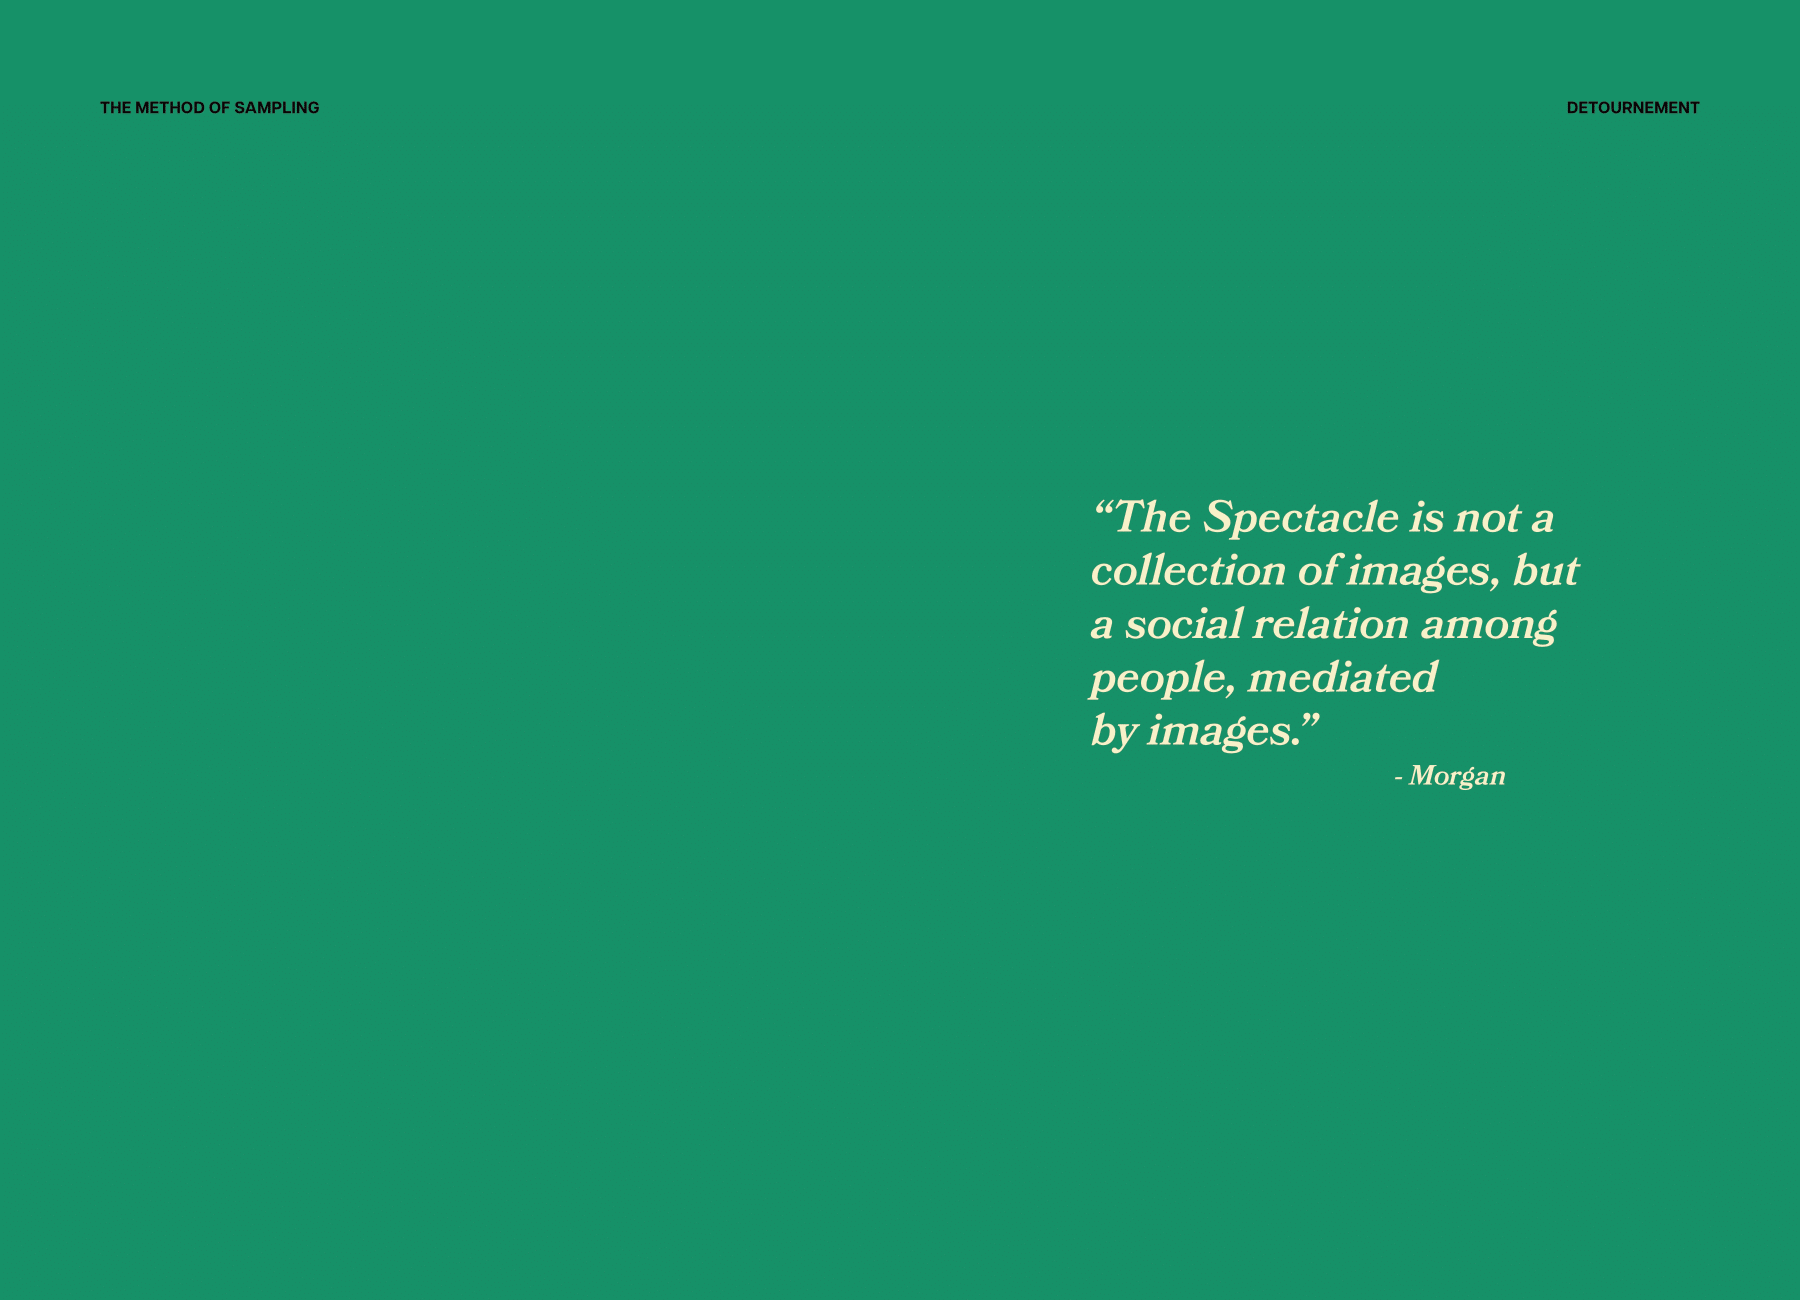 THE METHOD OF SAMPLING
DETOURNEMENT
“The Spectacle is not a
collection of images, but
a social relation among
people, mediated
by images.”
- Morgan